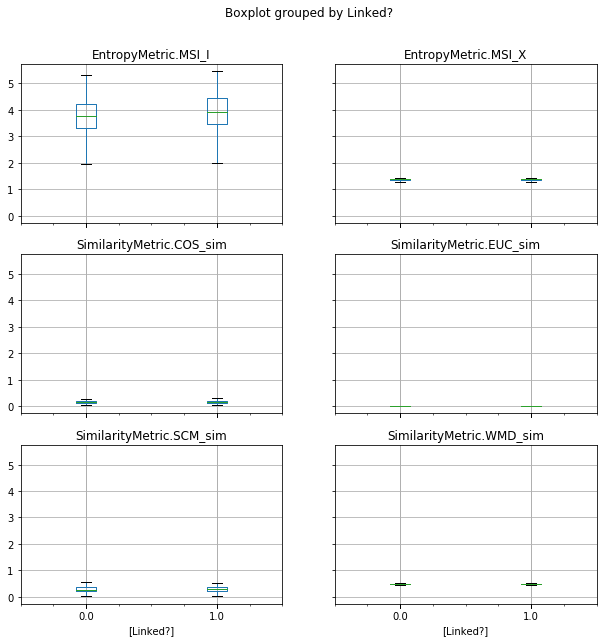 Boxplot grouped by Linked?
EntropyMetric.MSI_I
EntropyMetric.MSI_X
5
4
3
2
1
0
SimilarityMetric.COS_sim
SimilarityMetric.EUC_sim
5
4
3
2
1
0
SimilarityMetric.SCM_sim
SimilarityMetric.WMD_sim
5
4
3
2
1
0
0.0 1.0
0.0 1.0
[Linked?]
[Linked?]